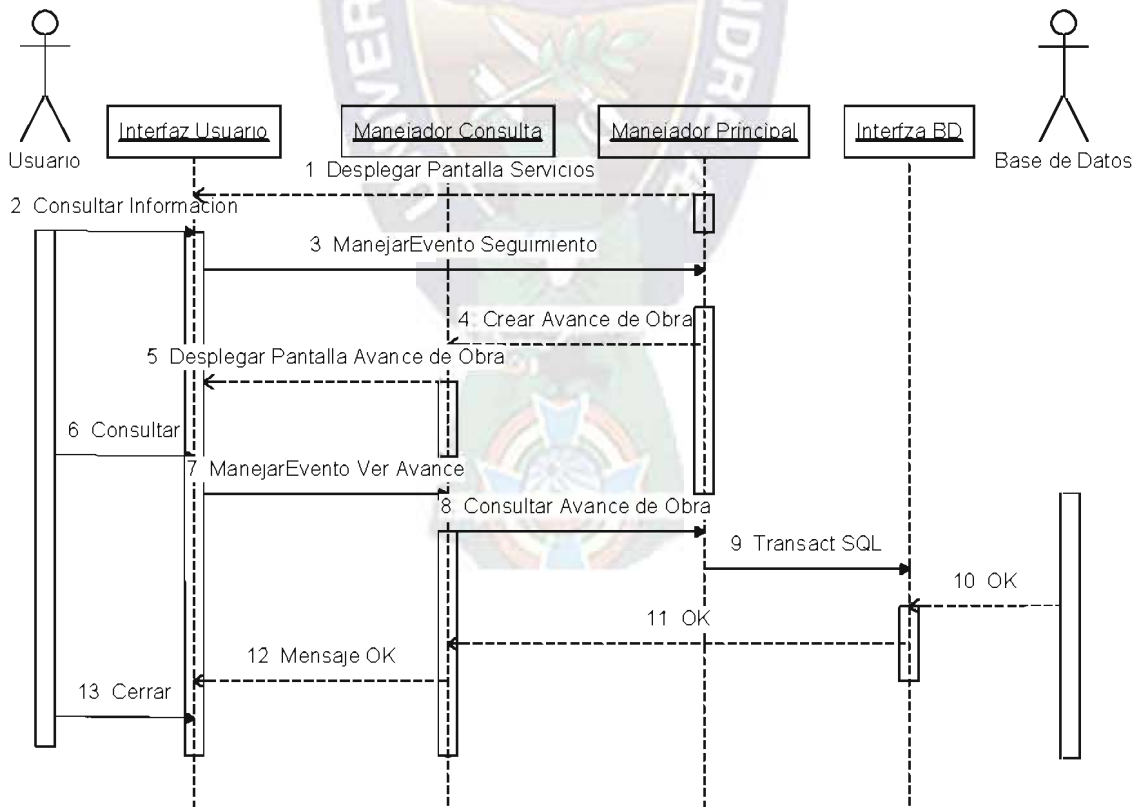 Usuario
Interfaz Usuario
Manejador Consulta
Manejador Principal
Interfza BD
Base de Datos
1 Desplegar Pantalla Servicios
2 Consultar Información
3 ManejarEvento Seguimiento
4 Crear Avance de Obra
5 Desplegar Pantalla Avance de Obra
6 Consultar
7 ManejarEvento Ver Avance
8 Consultar Avance de Obra
9 Transact SQL
10 OK
11 OK
12 Mensaje OK
13 Cerrar